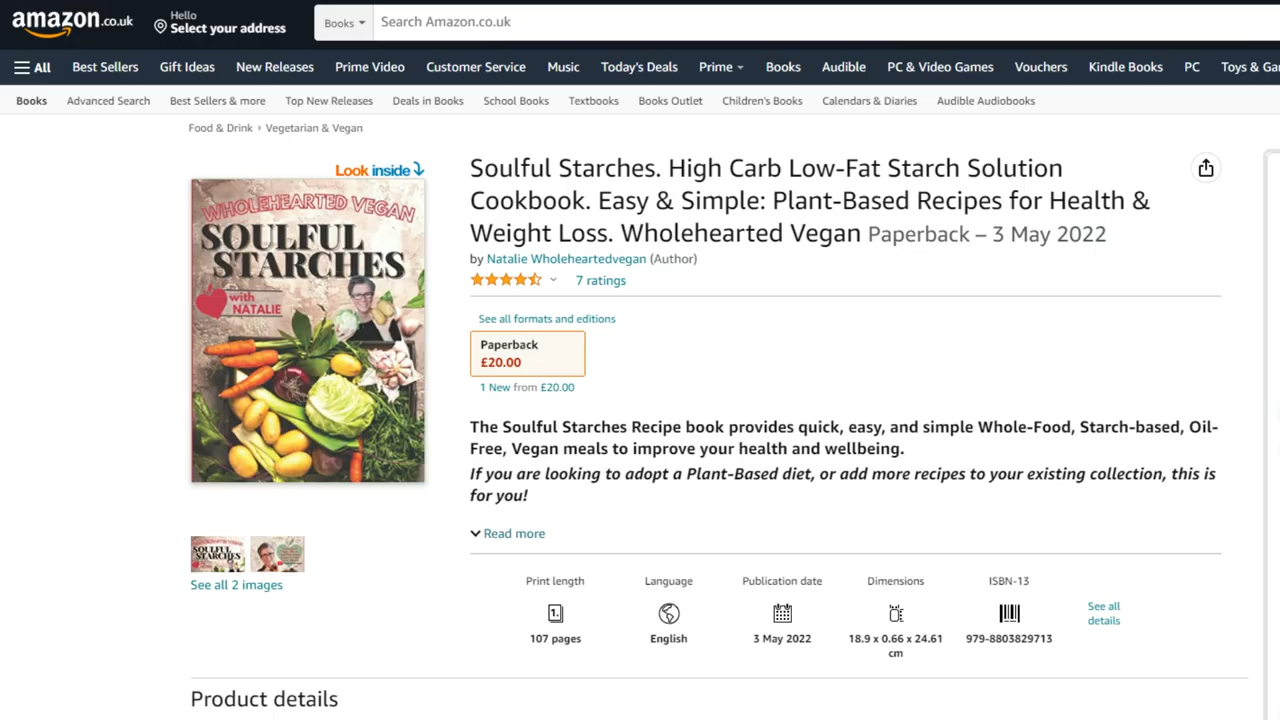 amazon.co.uk
Hello
Select your address
Books
Search Amazon.co.uk
All
Best Sellers
Gift Ideas
New Releases
Prime Video
Customer Service
Music
Today's Deals
Prime
Books
Audible
PC & Video Games
Vouchers
Kindle Books
PC
Toys & Ga
Books
Advanced Search
Best Sellers & more
Top New Releases
Deals in Books
School Books
Textbooks
Books Outlet
Children's Books
Calendars & Diaries
Audible Audiobooks
Food & Drink › Vegetarian & Vegan
Look inside
WHOLEHEARTED VEGAN
SOULFUL
STARCHES
with
NATALIE
SOULFUL
STARCHES
See all 2 images
Soulful Starches. High Carb Low-Fat Starch Solution
Cookbook. Easy & Simple: Plant-Based Recipes for Health &
Weight Loss. Wholehearted Vegan Paperback – 3 May 2022
by Natalie Wholeheartedvegan (Author)
7 ratings
See all formats and editions
Paperback
£20.00
1 New from £20.00
The Soulful Starches Recipe book provides quick, easy, and simple Whole-Food, Starch-based, Oil-
Free, Vegan meals to improve your health and wellbeing.
If you are looking to adopt a Plant-Based diet, or add more recipes to your existing collection, this is
for you!
Read more
Print length
1.
107 pages
Language
English
Publication date
3 May 2022
Dimensions
18.9 x 0.66 x 24.61
cm
ISBN-13
979-8803829713
See all
details
Product details